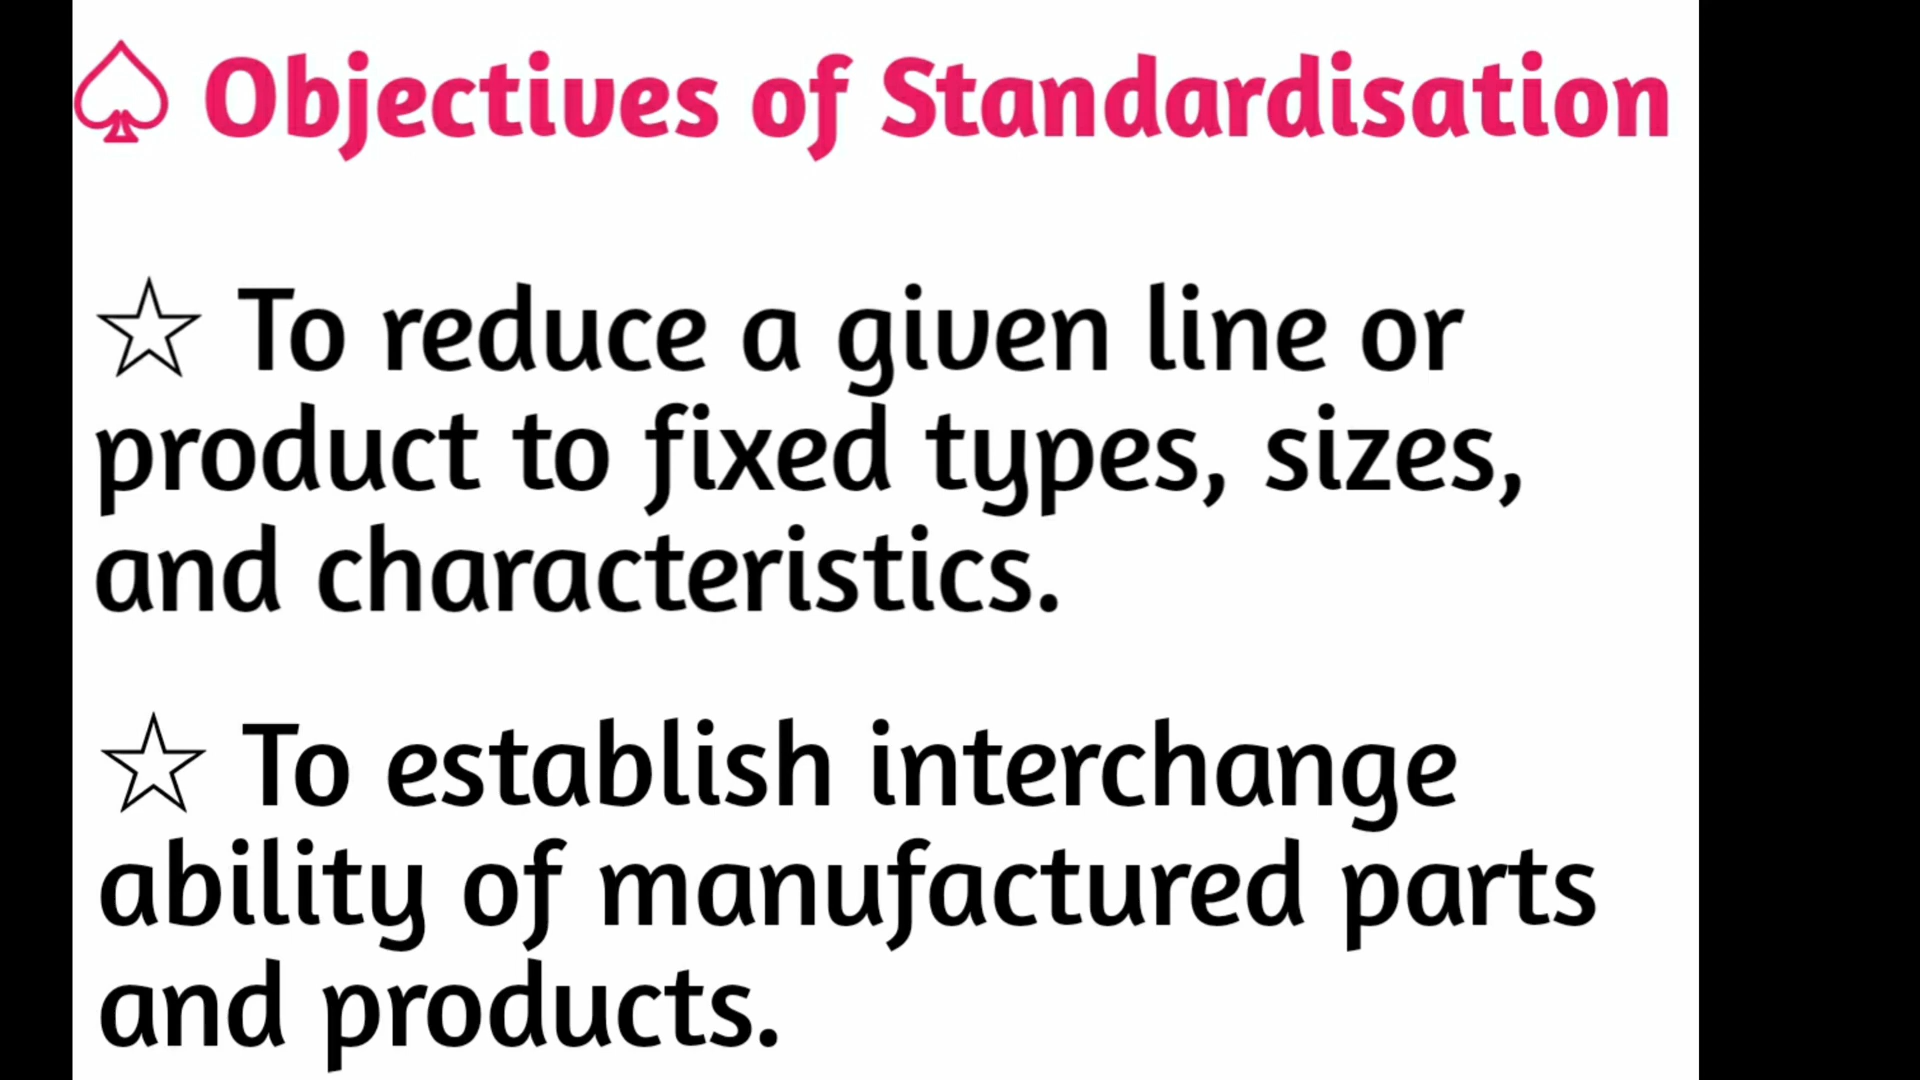 ♤ Objectives of Standardisation
☆ To reduce a given line or
product to fixed types, sizes,
and characteristics.
☆ To establish interchange
ability of manufactured parts
and products.